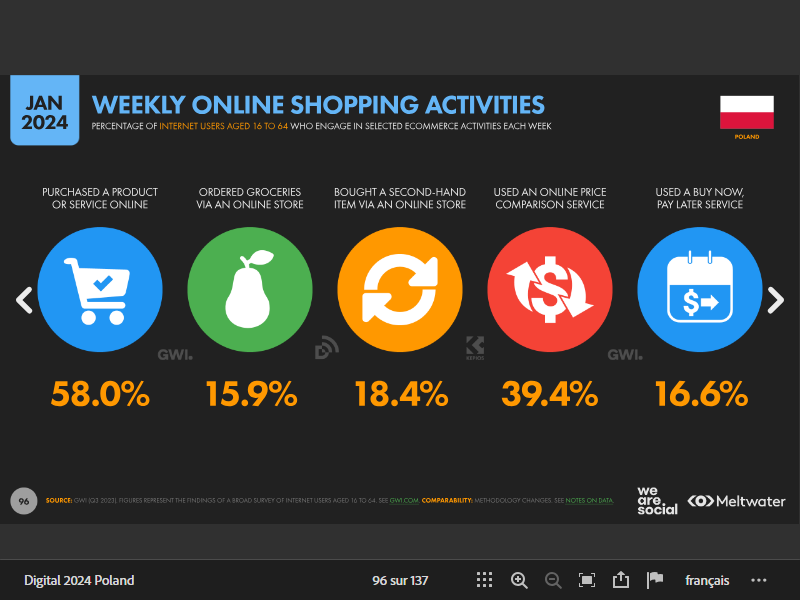 JAN
2024
WEEKLY ONLINE SHOPPING ACTIVITIES
PERCENTAGE OF INTERNET USERS AGED 16 TO 64 WHO ENGAGE IN SELECTED ECOMMERCE ACTIVITIES EACH WEEK
POLAND
PURCHASED A PRODUCT
OR SERVICE ONLINE
ORDERED GROCERIES
VIA AN ONLINE STORE
BOUGHT A SECOND-HAND
ITEM VIA AN ONLINE STORE
USED AN ONLINE PRICE
COMPARISON SERVICE
USED A BUY NOW,
PAY LATER SERVICE
GWI.
KEPIOS
GWI.
58.0%
15.9%
18.4%
39.4%
16.6%
96
SOURCE: GWI (Q3 2023). FIGURES REPRESENT THE FINDINGS OF A BROAD SURVEY OF INTERNET USERS AGED 16 TO 64. SEE GWI.COM. COMPARABILITY: METHODOLOGY CHANGES. SEE NOTES ON DATA.
we
are.
social
Meltwater
Digital 2024 Poland
96 sur 137
français